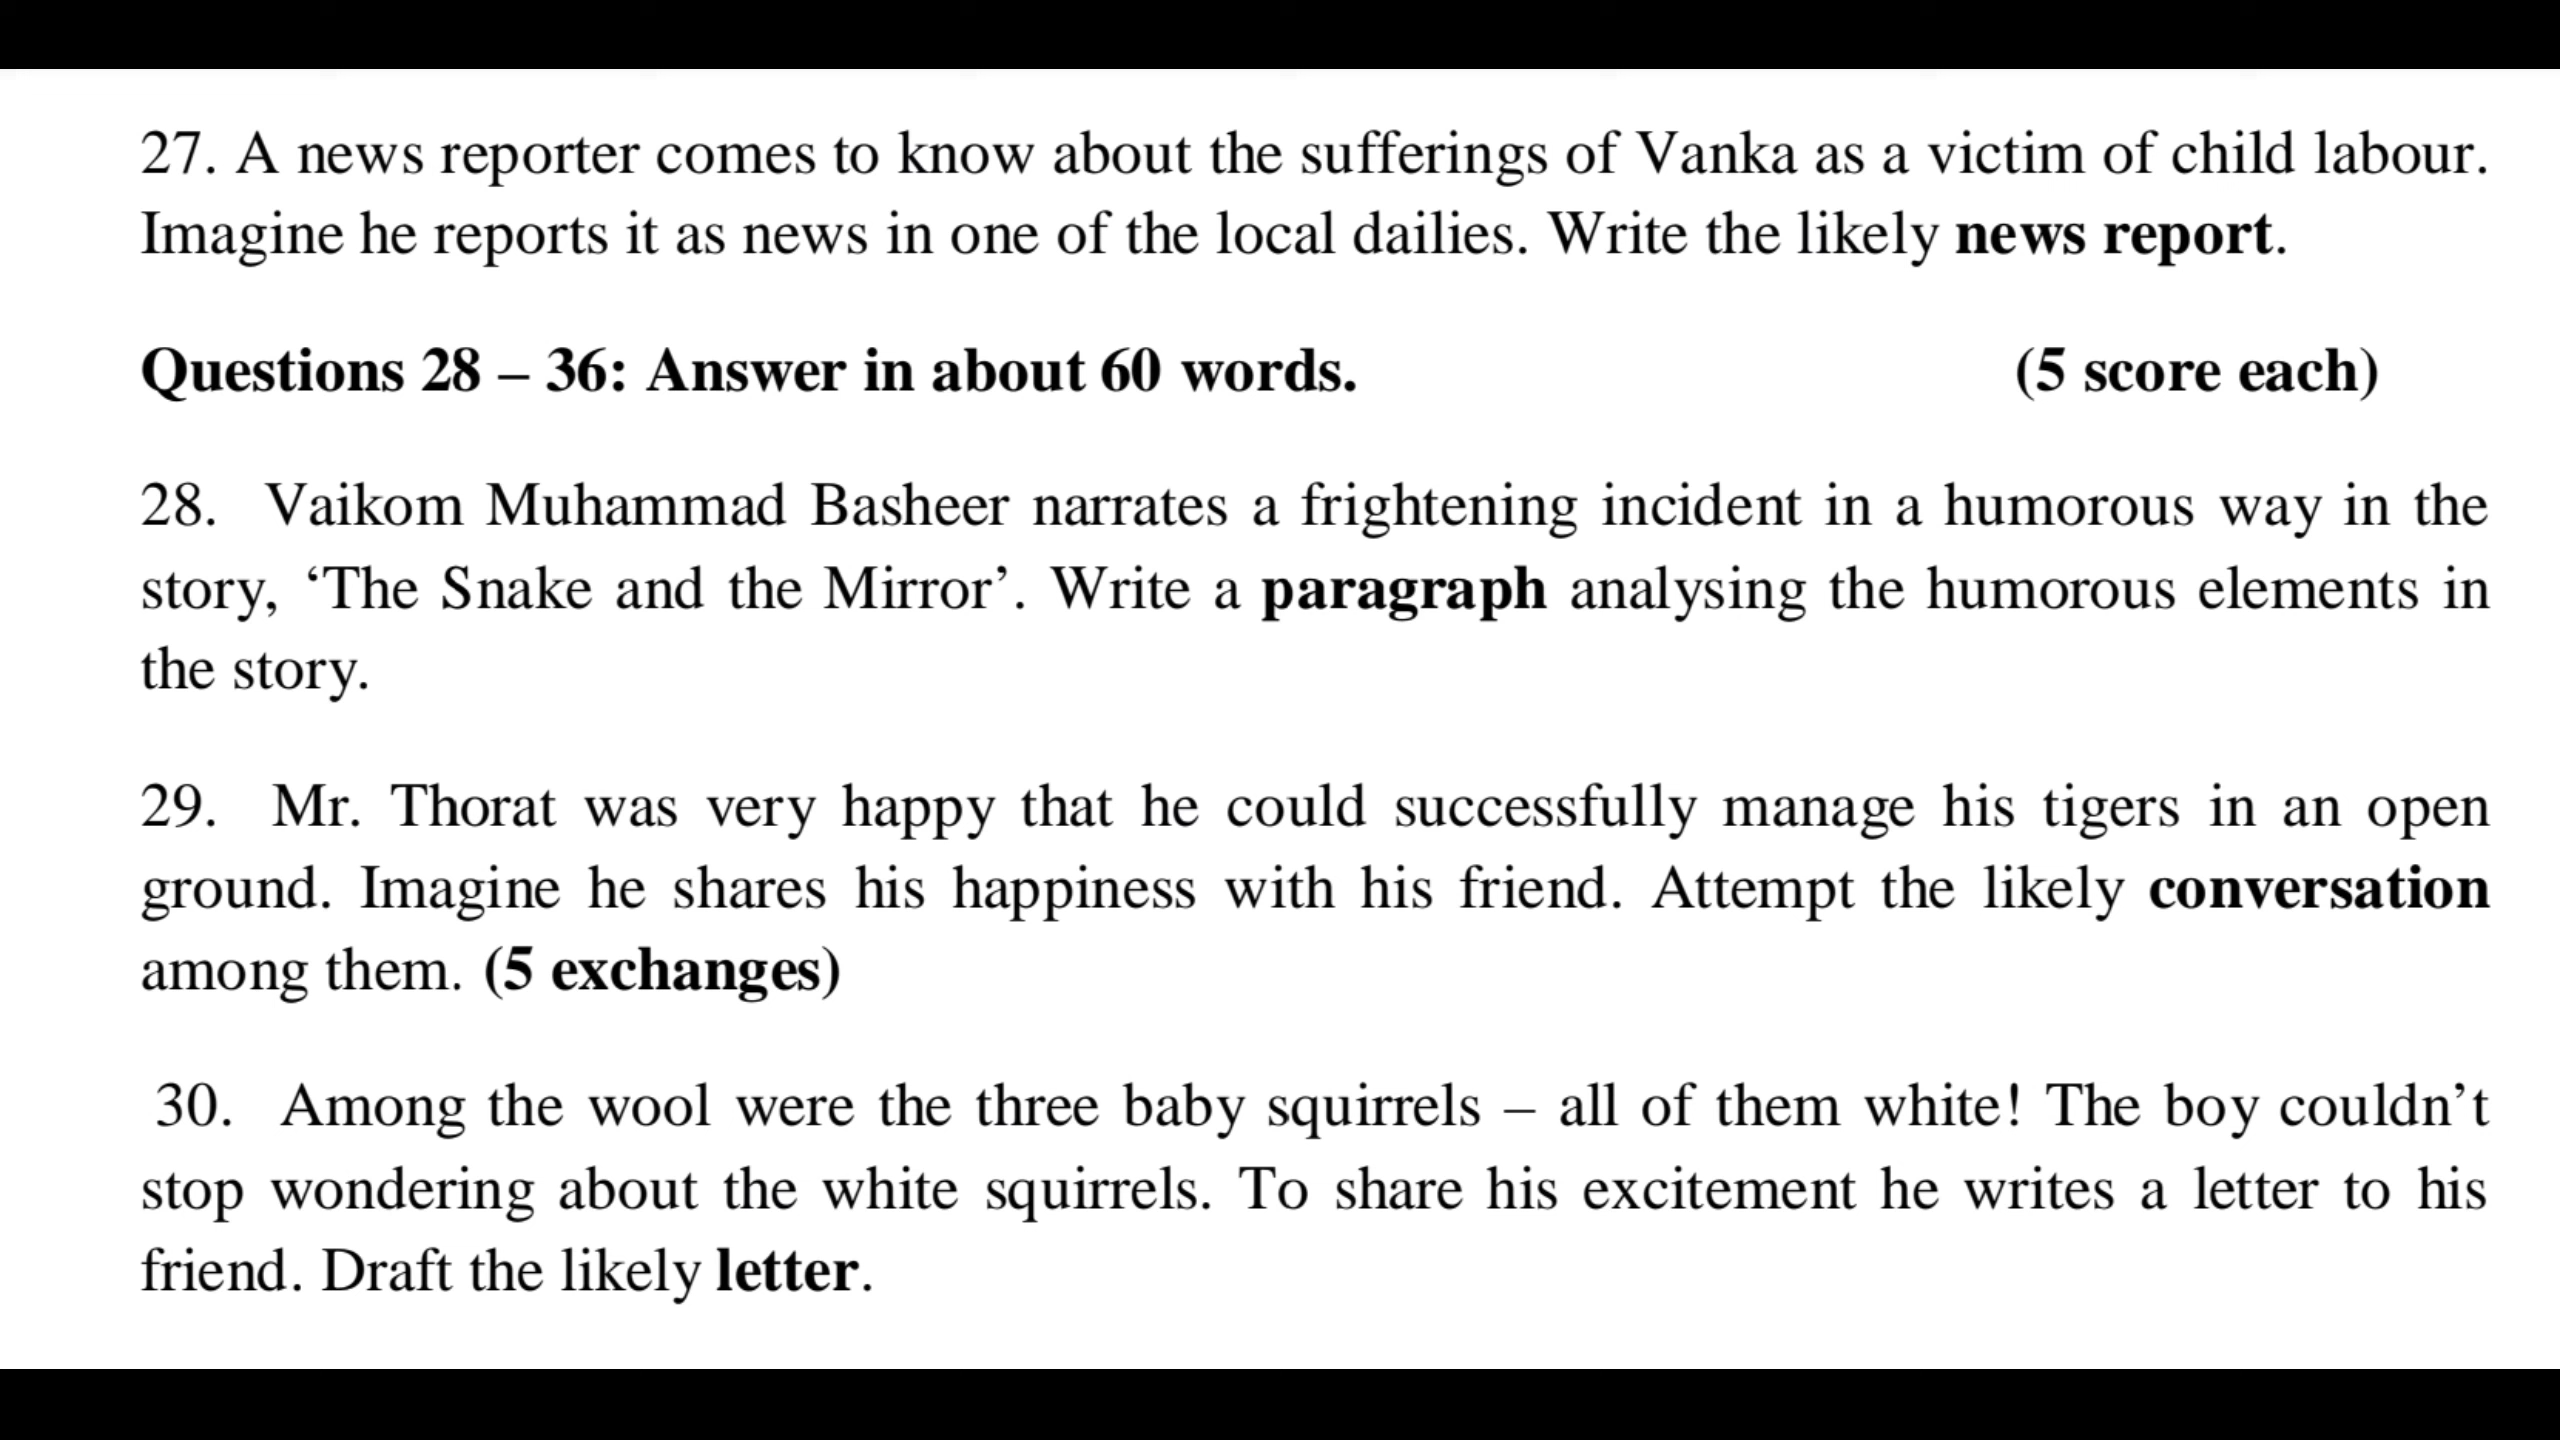 27. A news reporter comes to know about the sufferings of Vanka as a victim of child labour.
Imagine he reports it as news in one of the local dailies. Write the likely news report.
Questions 28 – 36: Answer in about 60 words. (5 score each)
28. Vaikom Muhammad Basheer narrates a frightening incident in a humorous way in the
story, ‘The Snake and the Mirror’. Write a paragraph analysing the humorous elements in
the story.
29. Mr. Thorat was very happy that he could successfully manage his tigers in an open
ground. Imagine he shares his happiness with his friend. Attempt the likely conversation
among them. (5 exchanges)
30. Among the wool were the three baby squirrels – all of them white! The boy couldn’t
stop wondering about the white squirrels. To share his excitement he writes a letter to his
friend. Draft the likely letter.